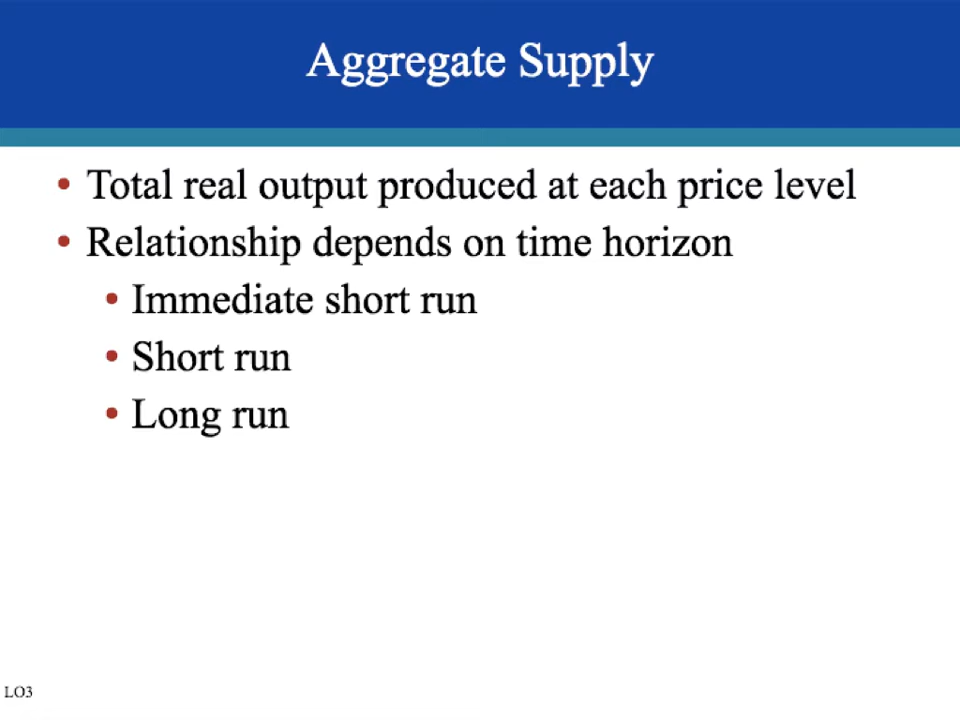 Aggregate Supply
• Total real output produced at each price level
• Relationship depends on time horizon
• Immediate short run
• Short run
• Long run
LO3